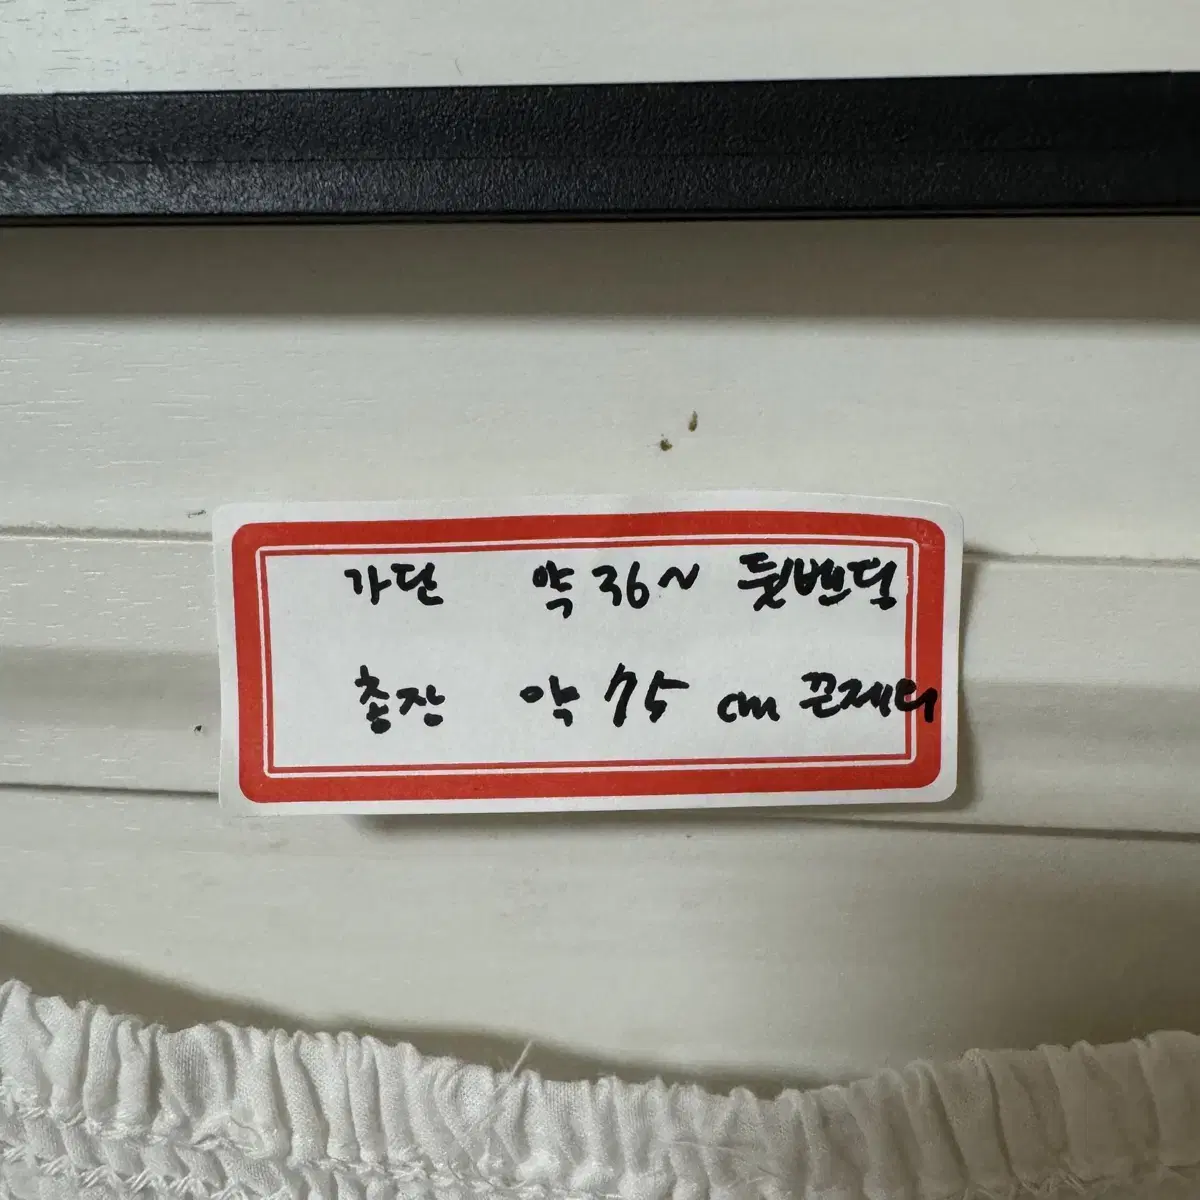 가단 약 36~ 뒷밴딩
총장 약 75 cm 끈제외